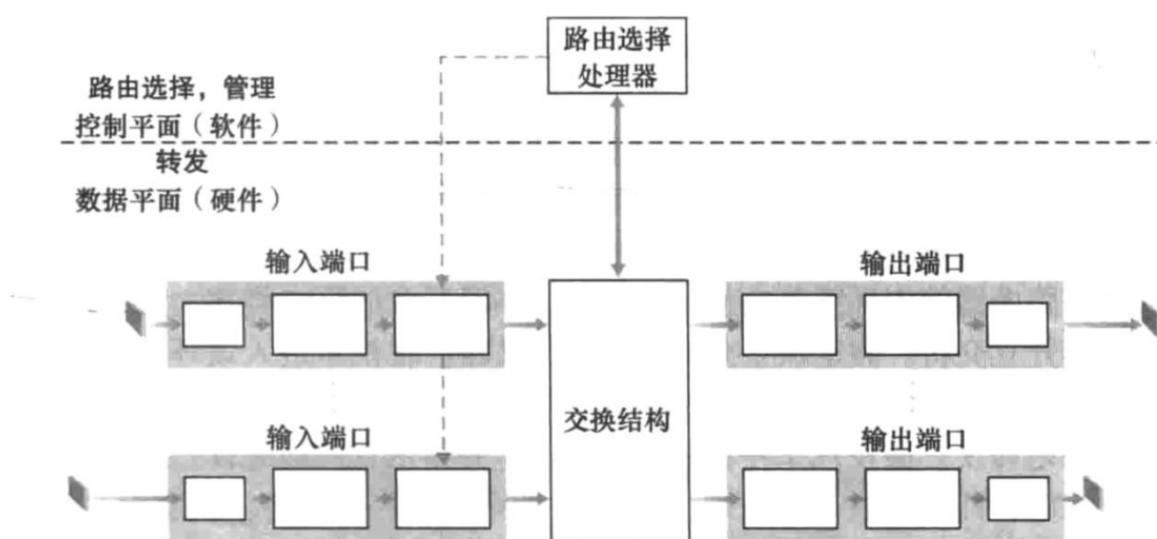 路由选择
处理器
路由选择，管理
控制平面（软件）
转发
数据平面（硬件）
输入端口
输出端口
交换结构
输入端口
输出端口